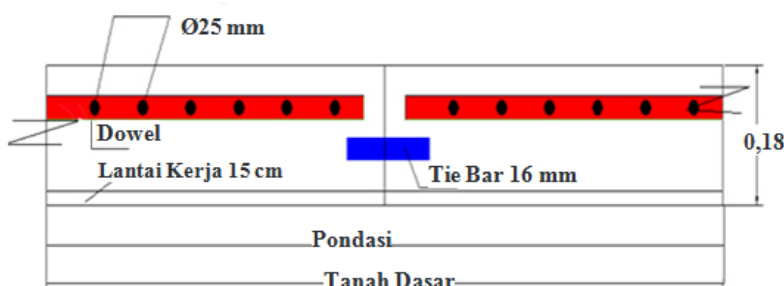 Ø25 mm
Dowel
0,18
Lantai Kerja 15 cm
Tie Bar 16 mm
Pondasi
Tanah Dasar